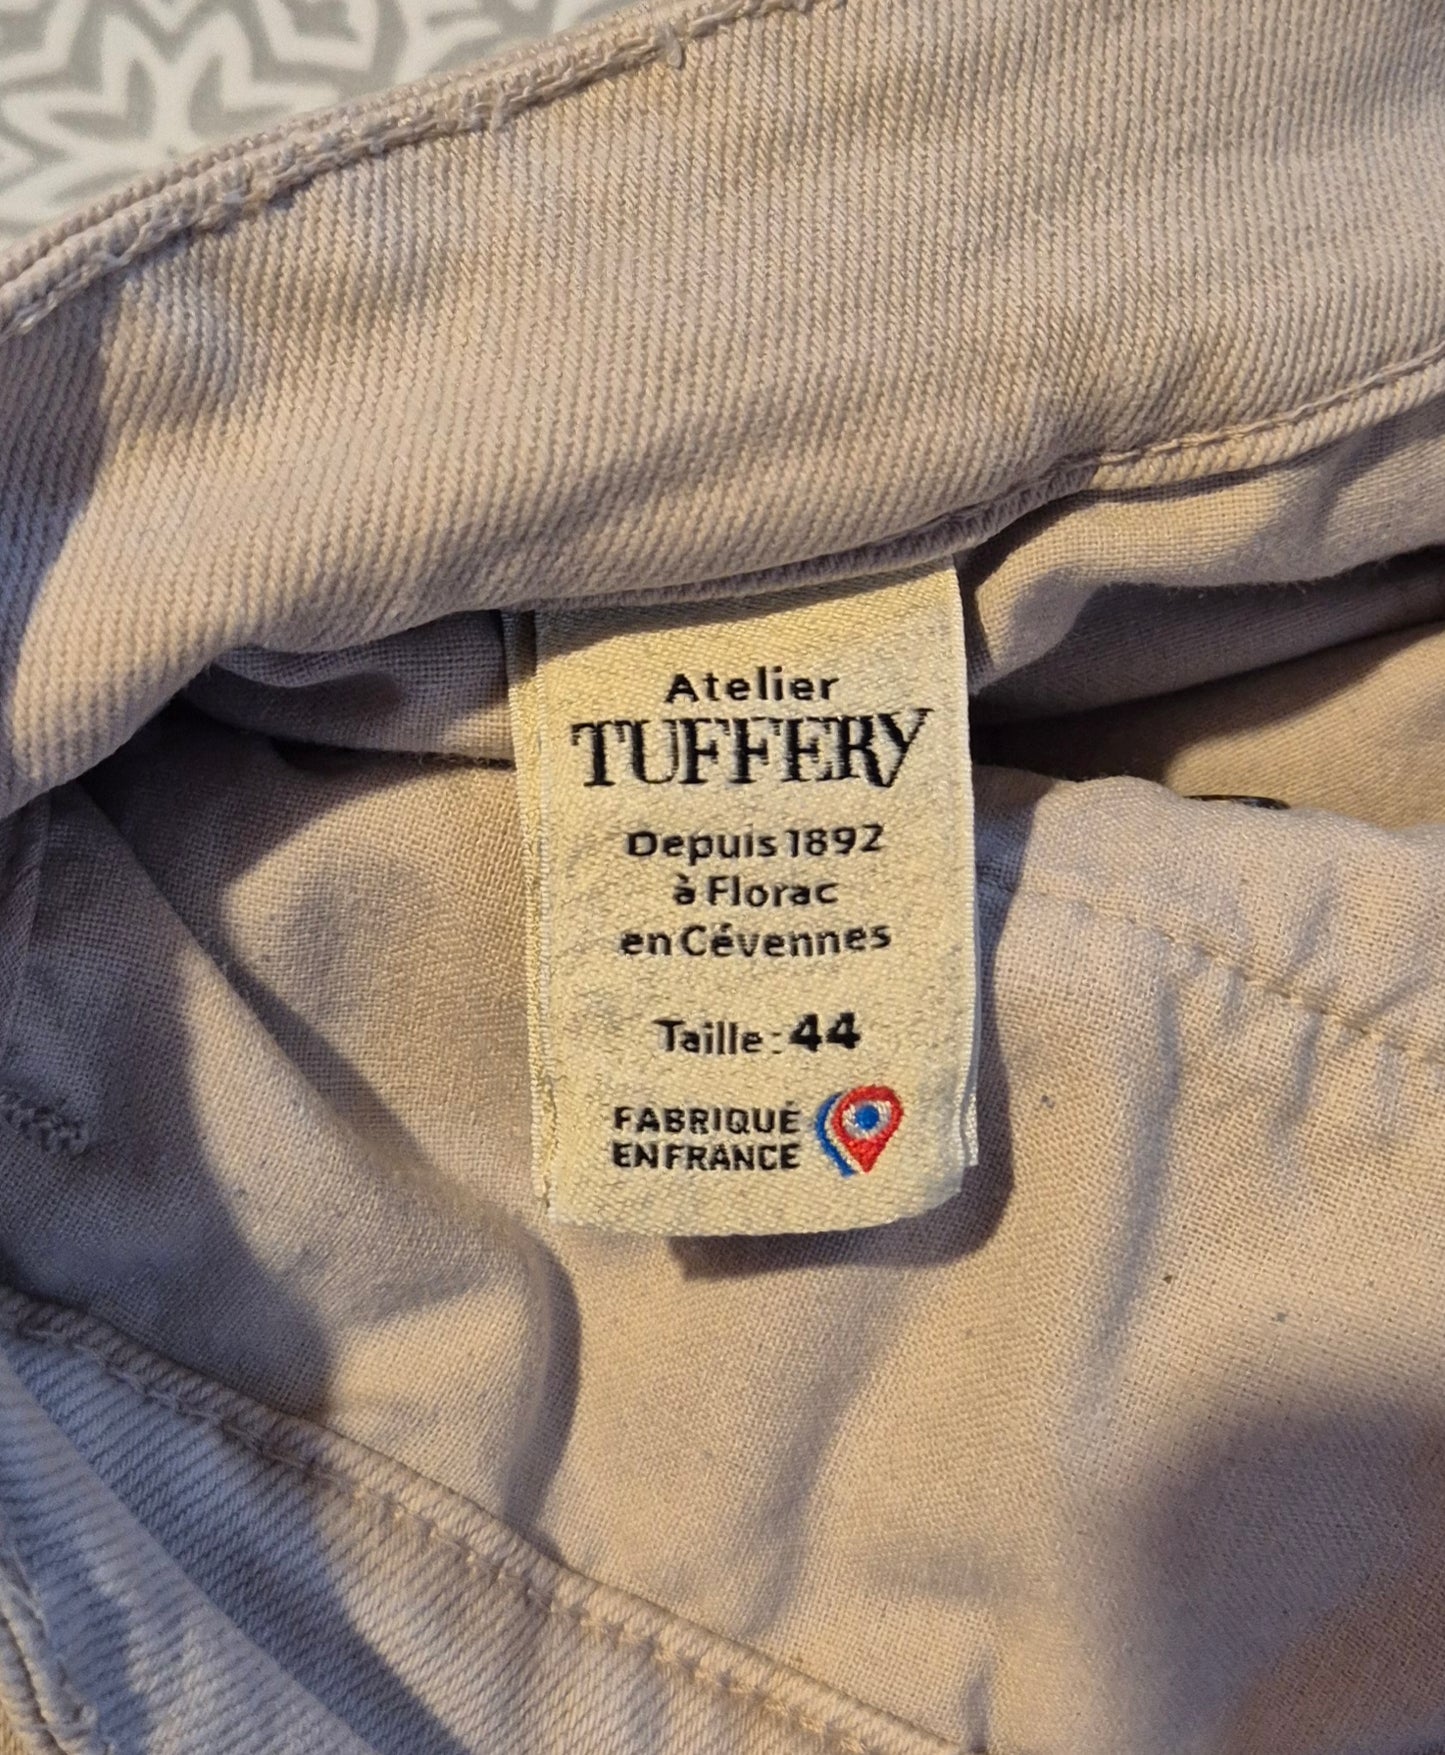 Atelier
TUFFERY
Depuis 1892
à Florac
en Cévennes
Taille : 44
FABRIQUÉ
EN FRANCE